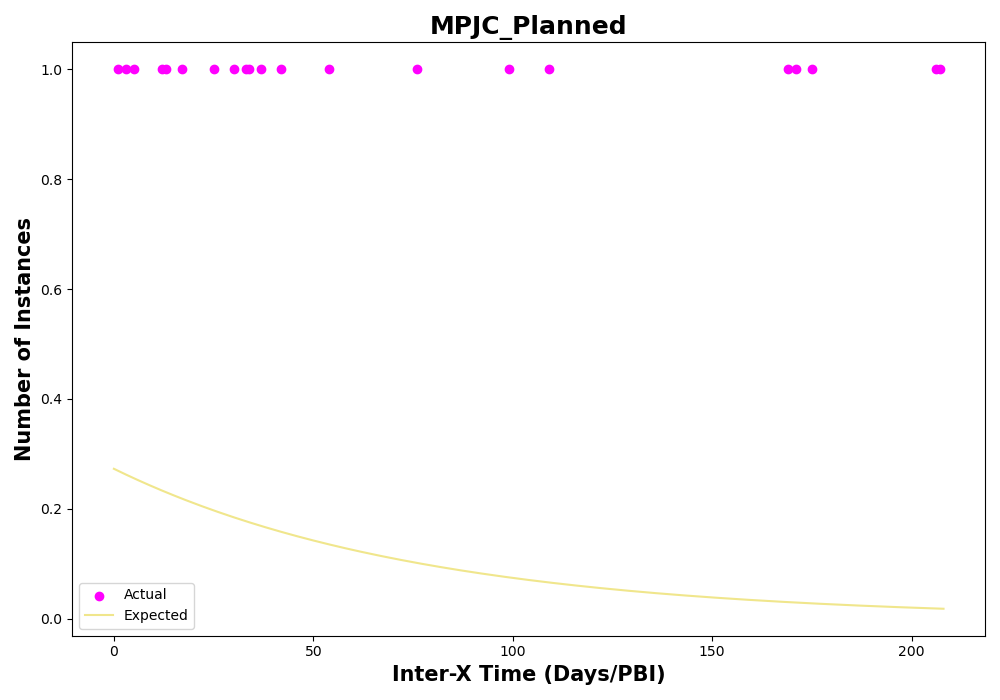 MPJC_Planned
Number of Instances
1.0
0.8
0.6
0.4
0.2
0.0
Actual
Expected
0 50 100 150 200
Inter-X Time (Days/PBI)